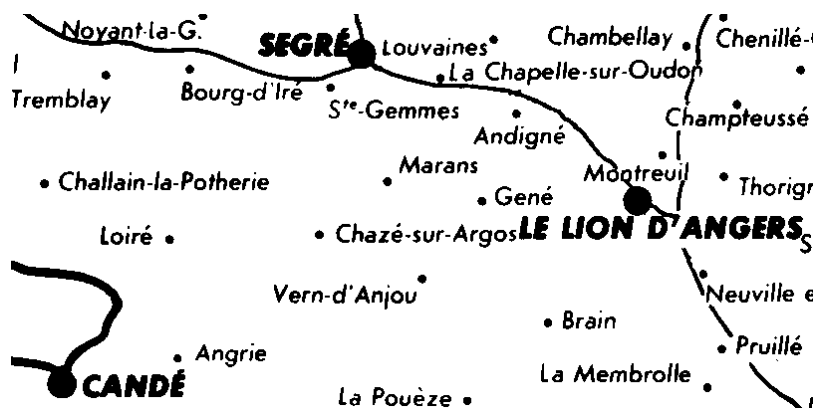 Noyant-la-G.
SEGRÉ
Louvaines
Chambellay
Chenillé-
Tremblay
Bourg-d'Iré
La Chapelle-sur-Oudon
Ste-Gemmes
Andigné
Champteussé
Marans
Montreuil
Challain-la-Potherie
Gené
Thorign
Loiré
Chazé-sur-Argos
LE LION D'ANGERS
S
Vern-d'Anjou
Neuville e
Brain
Angrie
Pruillé
CANDÉ
La Membrolle
La Pouèze